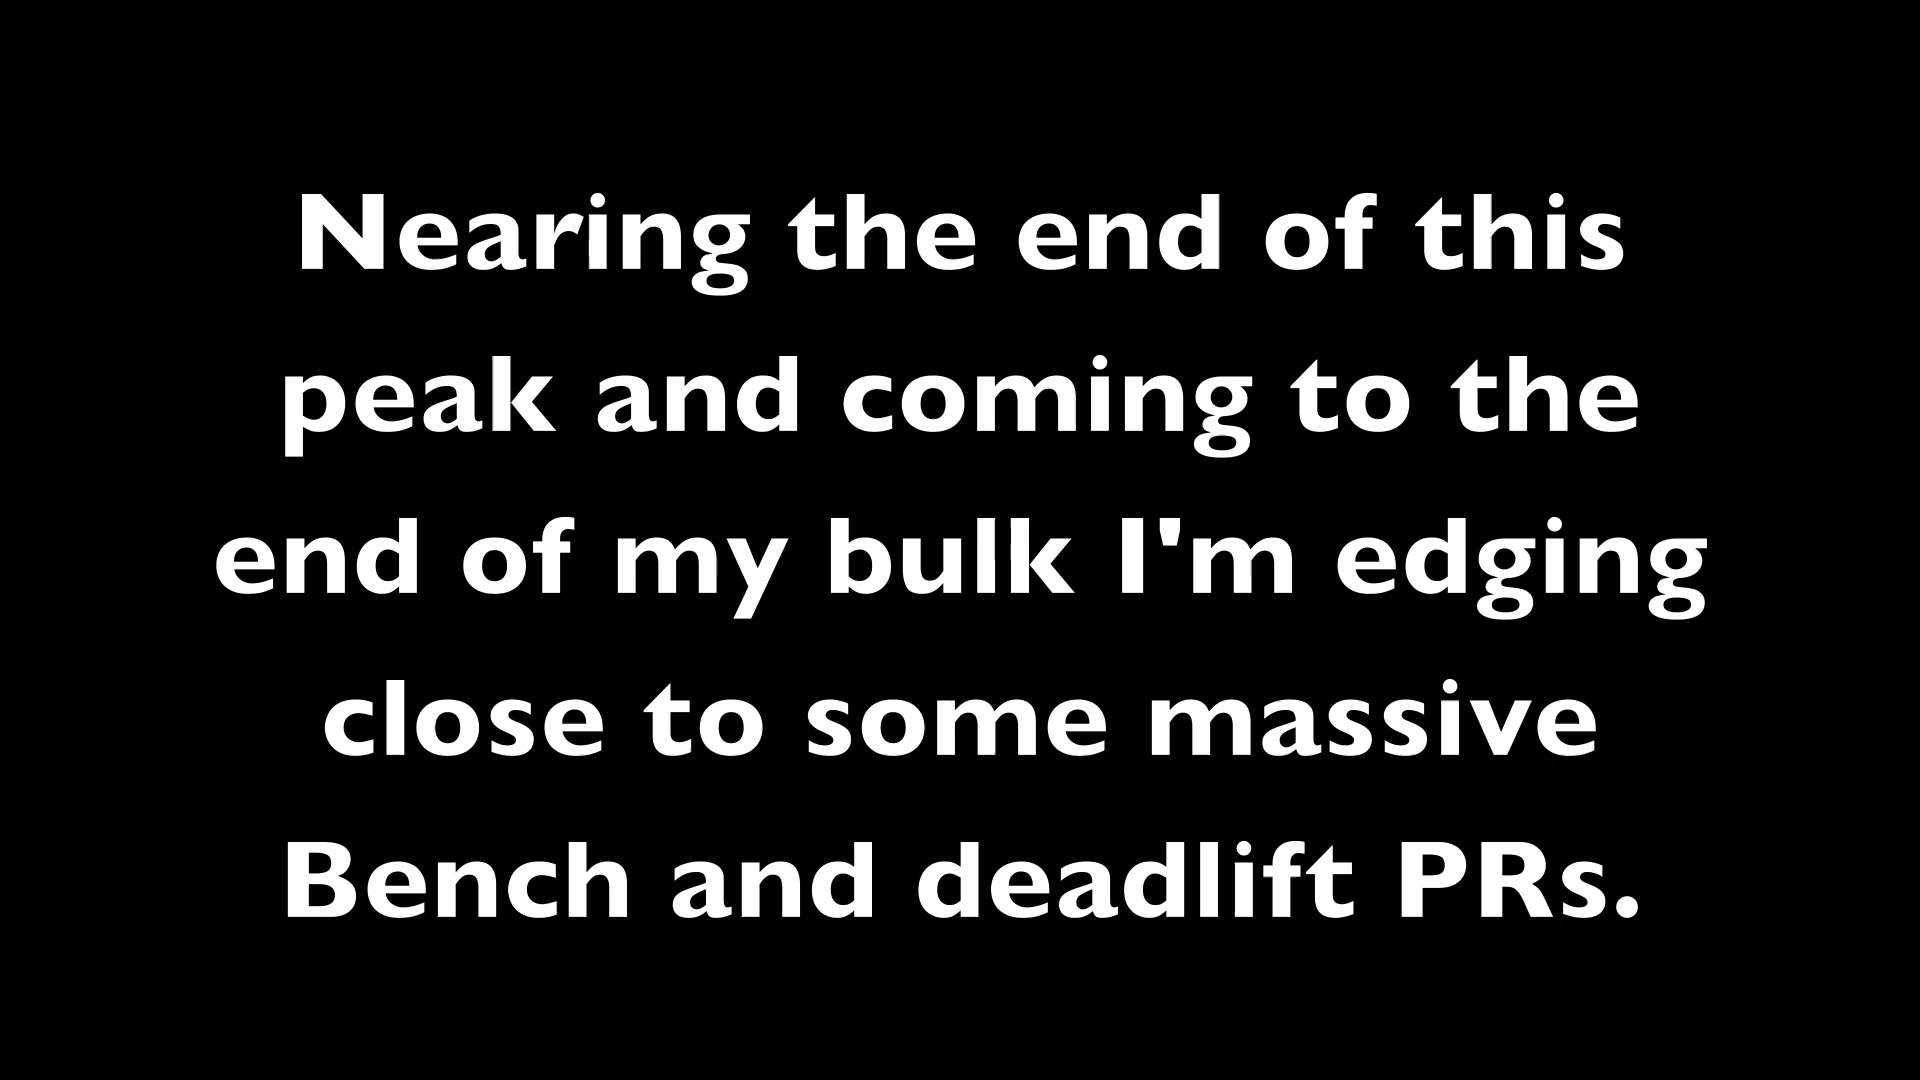 Nearing the end of this
peak and coming to the
end of my bulk I'm edging
close to some massive
Bench and deadlift PRs.